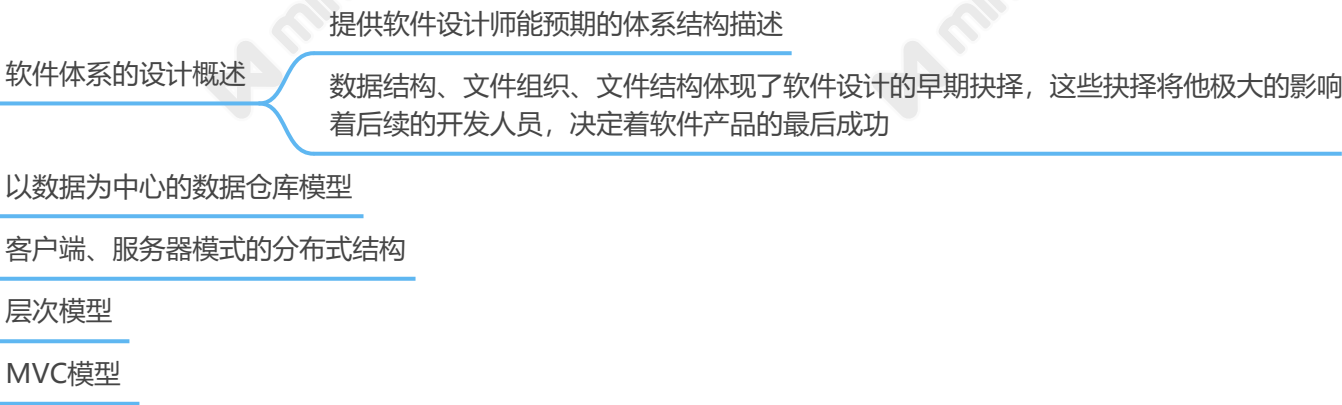 提供软件设计师能预期的体系结构描述
软件体系的设计概述
数据结构、文件组织、文件结构体现了软件设计的早期抉择，这些抉择将他极大的影响
着后续的开发人员，决定着软件产品的最后成功
以数据为中心的数据仓库模型
客户端、服务器模式的分布式结构
层次模型
MVC模型